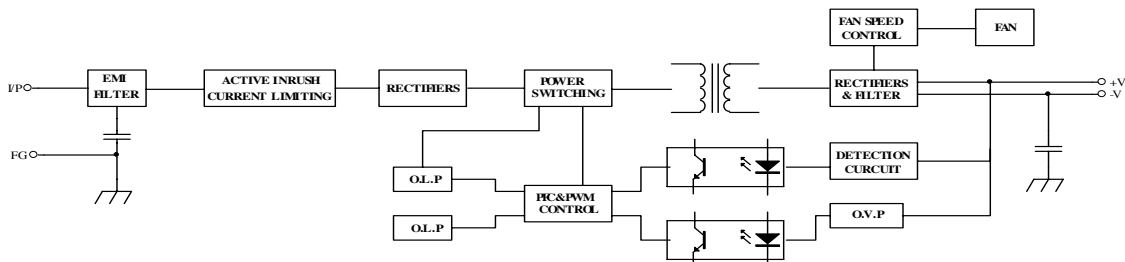 FAN SPEED
CONTROL
FAN
I/P
EMI
FILTER
ACTIVE INRUSH
CURRENT LIMITING
RECTIFIERS
POWER
SWITCHING
RECTIFIERS
& FILTER
+V
-V
FG
O.L.P
PIC&PWM
CONTROL
DETECTION
CURCUIT
O.L.P
O.V.P